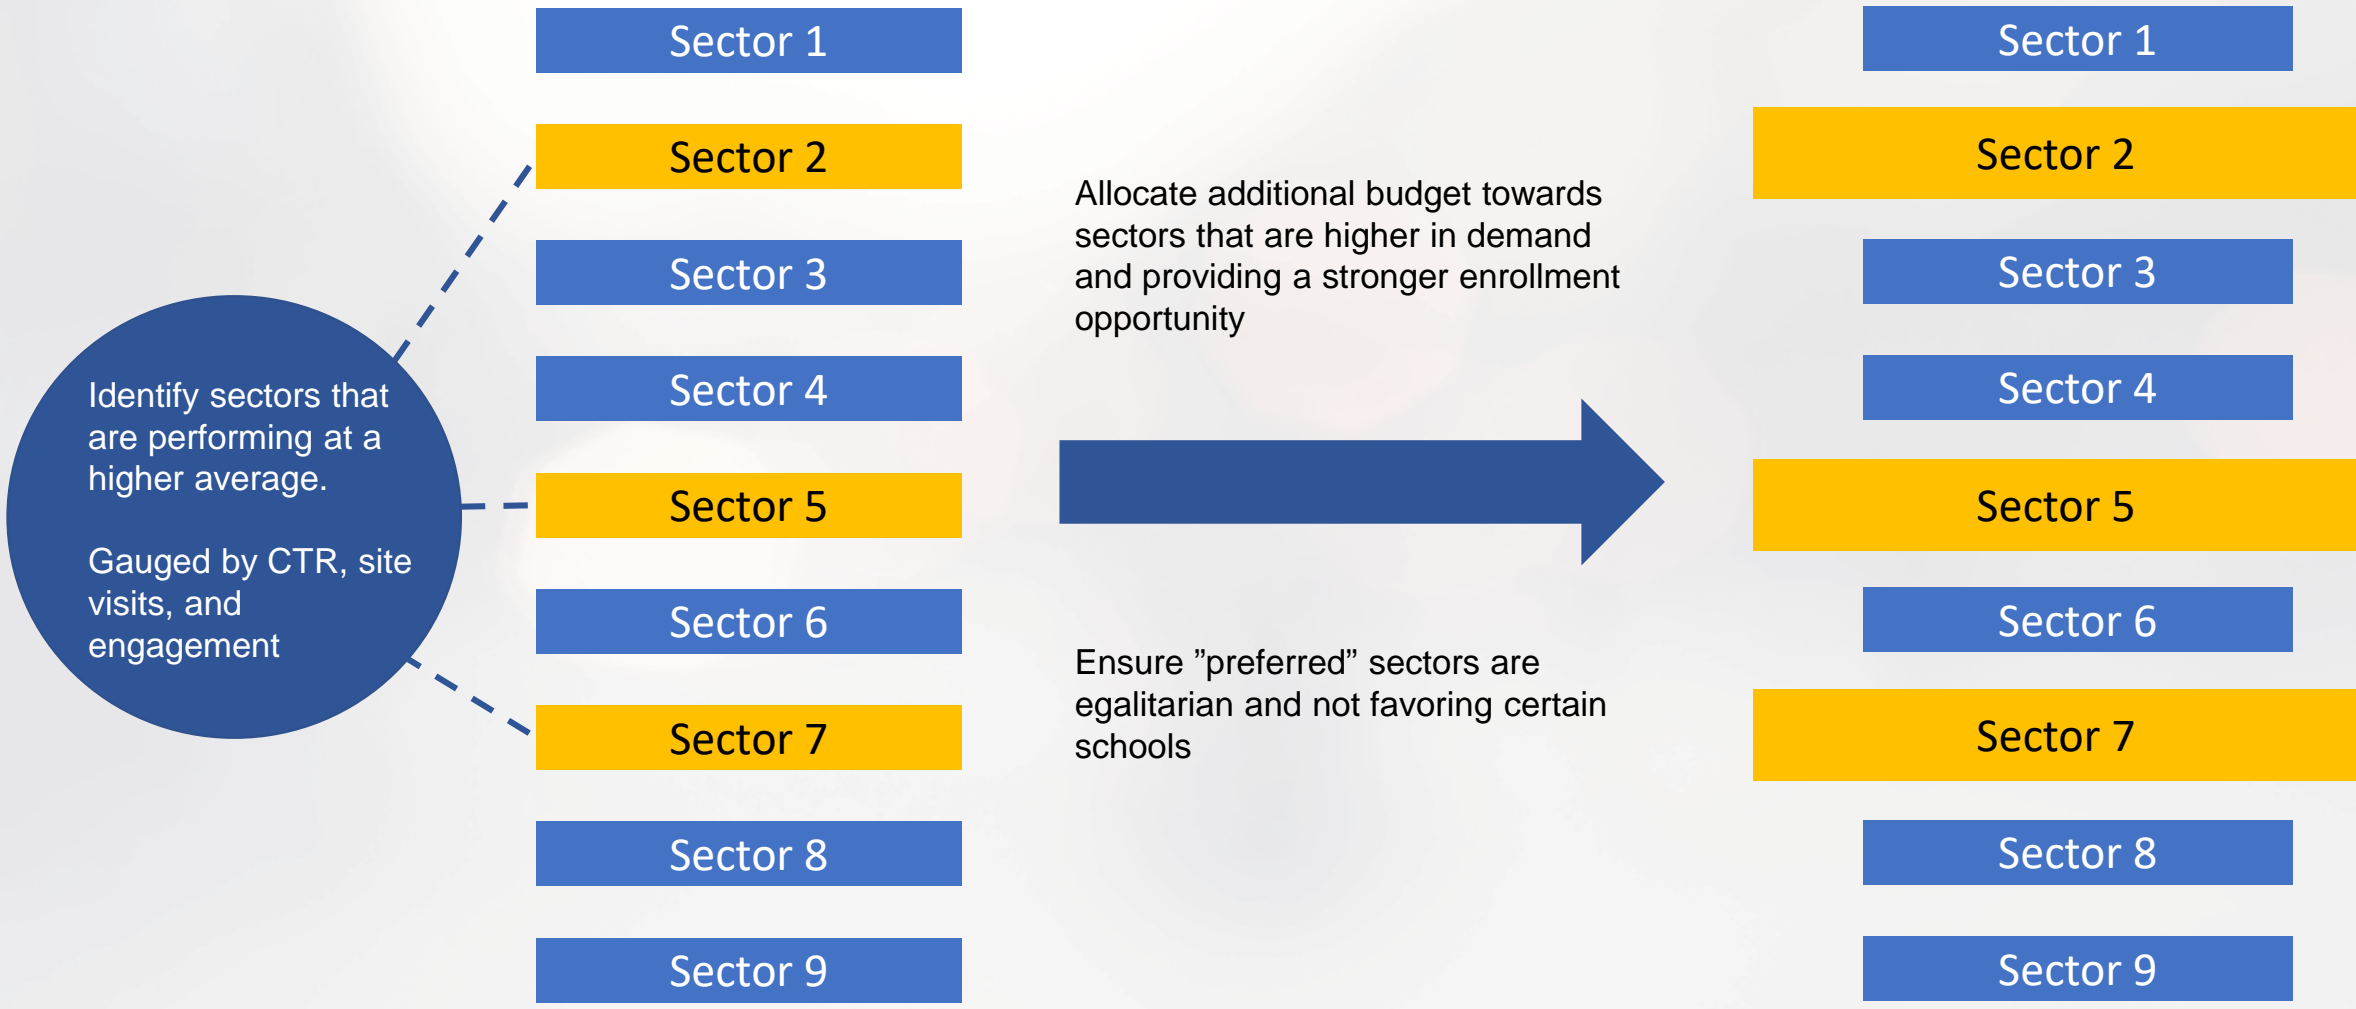 Identify sectors that
are performing at a
higher average.
Gauged by CTR, site
visits, and
engagement
Sector 1
Sector 2
Sector 3
Sector 4
Sector 5
Sector 6
Sector 7
Sector 8
Sector 9
Allocate additional budget towards
sectors that are higher in demand
and providing a stronger enrollment
opportunity
Ensure ”preferred” sectors are
egalitarian and not favoring certain
schools
Sector 1
Sector 2
Sector 3
Sector 4
Sector 5
Sector 6
Sector 7
Sector 8
Sector 9